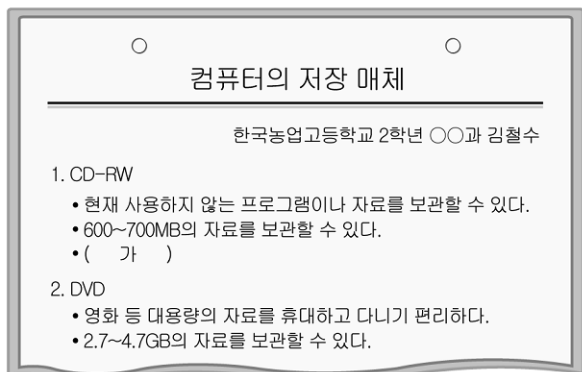 컴퓨터의 저장 매체
한국농업고등학교 2학년 ○○과 김철수
1. CD-RW
• 현재 사용하지 않는 프로그램이나 자료를 보관할 수 있다.
• 600~700MB의 자료를 보관할 수 있다.
• ( 가 )
2. DVD
• 영화 등 대용량의 자료를 휴대하고 다니기 편리하다.
• 2.7~4.7GB의 자료를 보관할 수 있다.